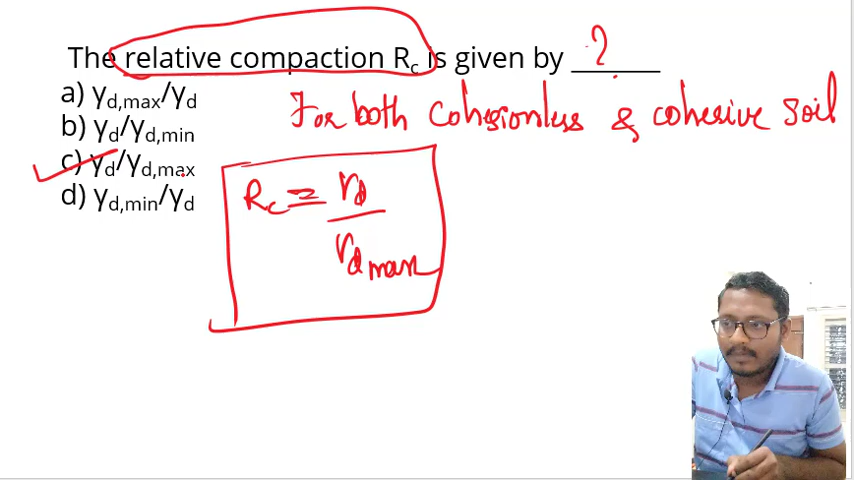 The relative compaction Rc is given by ______ ?
For both cohesionless & cohesive soil
a) γd,max/γd
b) γd/γd,min
c) γd/γd,max
d) γd,min/γd
Rc = γd
γd max